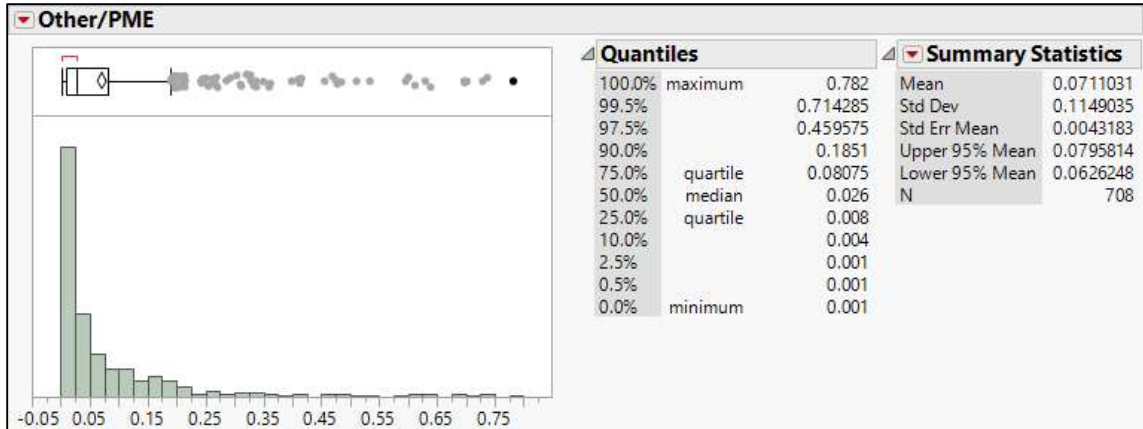 Other/PME
Quantiles
100.0% maximum 0.782
99.5% 0.714285
97.5% 0.459575
90.0% 0.1851
75.0% quartile 0.08075
50.0% median 0.026
25.0% quartile 0.008
10.0% 0.004
2.5% 0.001
0.5% 0.001
0.0% minimum 0.001
Summary Statistics
Mean 0.0711031
Std Dev 0.1149035
Std Err Mean 0.0043183
Upper 95% Mean 0.0795814
Lower 95% Mean 0.0626248
N 708
-0.05 0.05 0.15 0.25 0.35 0.45 0.55 0.65 0.75